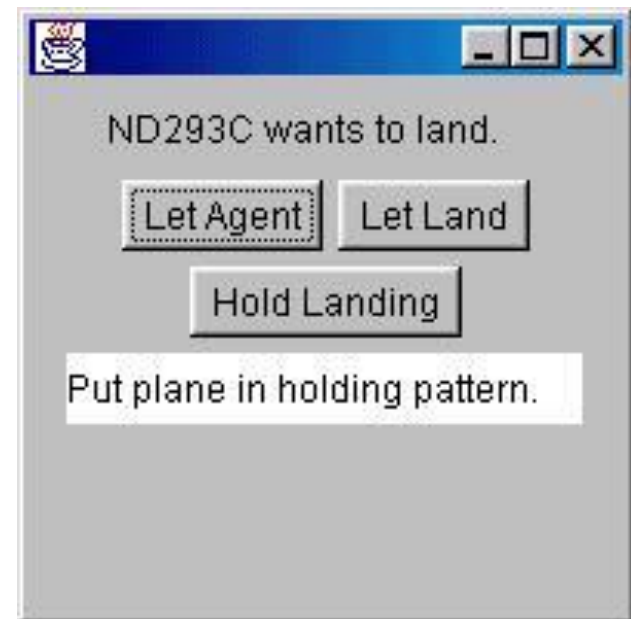 ND293C wants to land.
Let Agent Let Land
Hold Landing
Put plane in holding pattern.